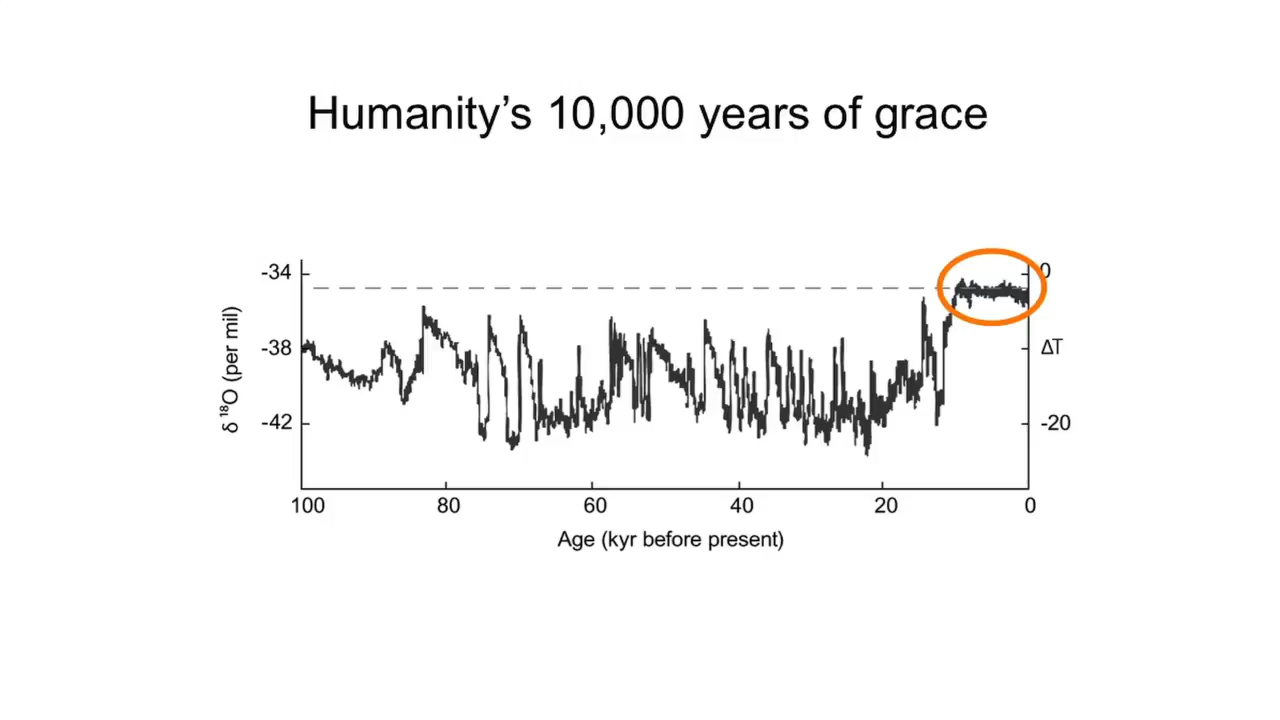 Humanity's 10,000 years of grace
-34
-38
-42
δ ¹⁸O (per mil)
0
ΔT
-20
100
80
60
40
20
0
Age (kyr before present)